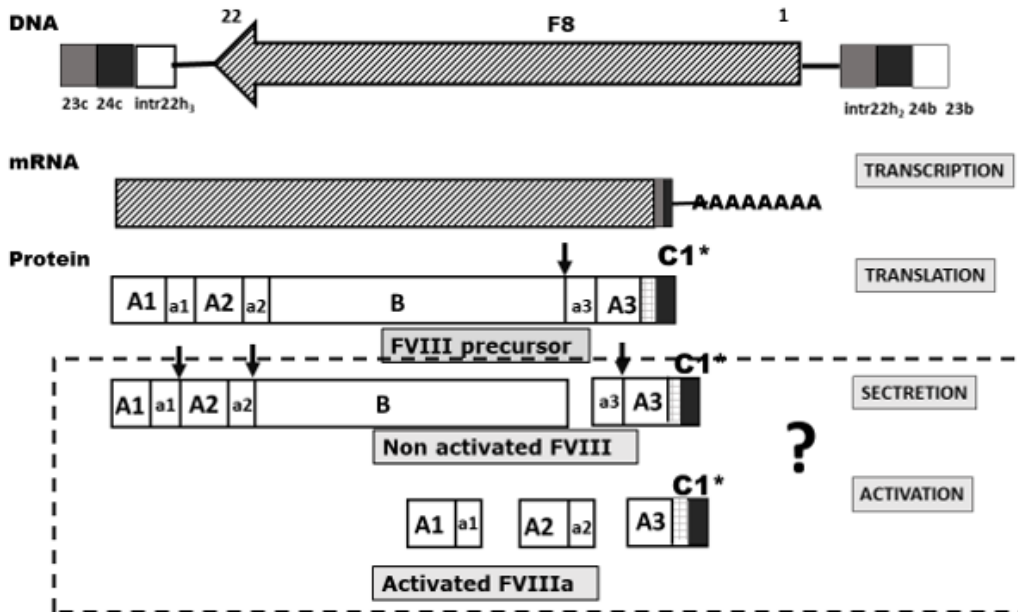 DNA
22
F8
1
23c 24c intr22h3
intr22h2 24b 23b
mRNA
TRANSCRIPTION
AAAAAAAA
Protein
C1*
TRANSLATION
A1 a1 A2 a2 B a3 A3
FVIII precursor
C1*
SECTRETION
A1 a1 A2 a2 B a3 A3
?
Non activated FVIII
C1*
ACTIVATION
A1 a1 A2 a2 A3
Activated FVIIIa